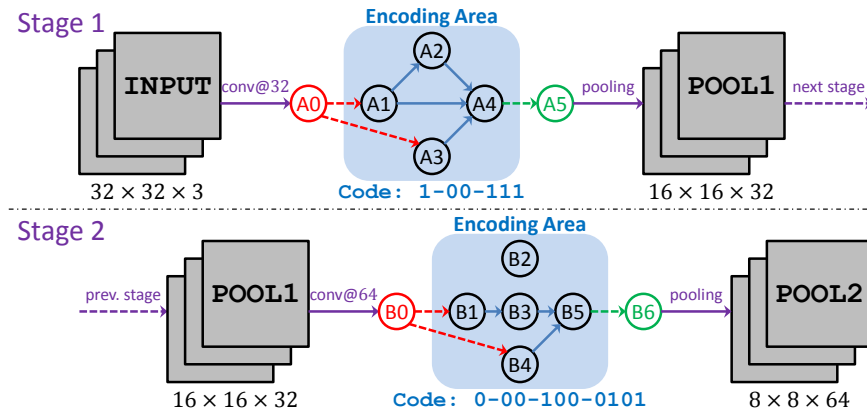 Stage 1
Encoding Area
INPUT
conv@32
A0
A1
A2
A3
A4
A5
pooling
POOL1
next stage
32 × 32 × 3
Code: 1-00-111
16 × 16 × 32
Stage 2
Encoding Area
prev. stage
POOL1
conv@64
B0
B1
B2
B3
B4
B5
B6
pooling
POOL2
16 × 16 × 32
Code: 0-00-100-0101
8 × 8 × 64